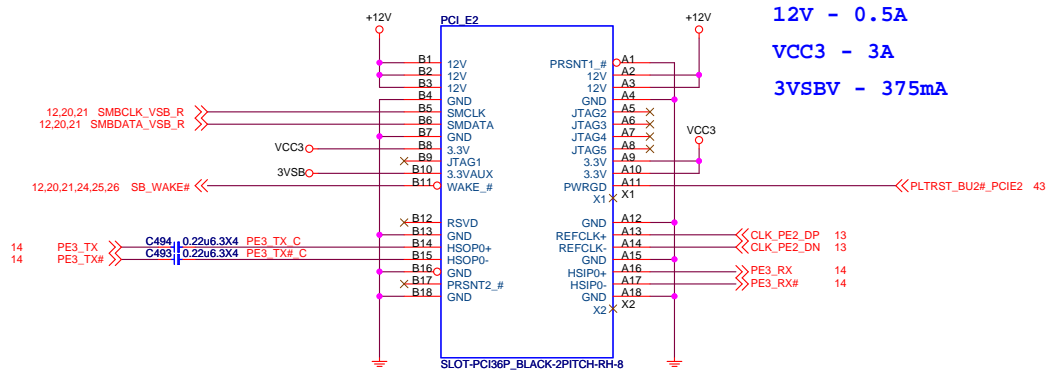 12V - 0.5A
VCC3 - 3A
3VSBV - 375mA
+12V
PCI_E2
+12V
B1 12V PRSNT1_# A1
B2 12V 12V A2
B3 12V 12V A3
B4 GND GND A4
12,20,21 SMBCLK_VSB_R B5 SMCLK JTAG2 A5
12,20,21 SMBDATA_VSB_R B6 SMDATA JTAG3 A6
B7 GND JTAG4 A7
VCC3
VCC3 B8 3.3V JTAG5 A8
B9 JTAG1 3.3V A9
3VSB B10 3.3VAUX 3.3V A10
12,20,21,24,25,26 SB_WAKE# B11 WAKE_# PWRGD A11 PLTRST_BU2#_PCIE2 43
X1 X1
B12 RSVD GND A12
B13 GND REFCLK+ A13 CLK_PE2_DP 13
14 PE3_TX C494 0.22u6.3X4 PE3_TX_C B14 HSOP0+ REFCLK- A14 CLK_PE2_DN 13
14 PE3_TX# C493 0.22u6.3X4 PE3_TX#_C B15 HSOP0- GND A15
B16 GND HSIP0+ A16 PE3_RX 14
B17 PRSNT2_# HSIP0- A17 PE3_RX# 14
B18 GND GND A18
X2 X2
SLOT-PCI36P_BLACK-2PITCH-RH-8